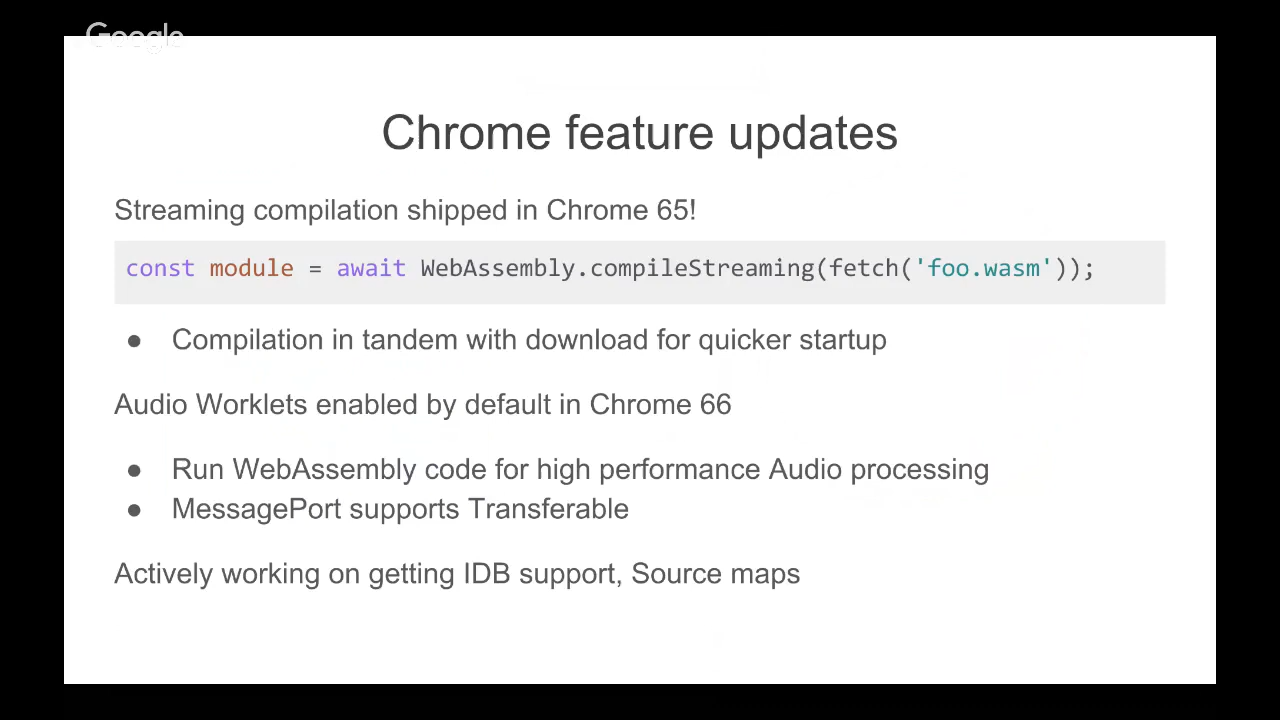 Google
Chrome feature updates
Streaming compilation shipped in Chrome 65!
const module = await WebAssembly.compileStreaming(fetch('foo.wasm'));
● Compilation in tandem with download for quicker startup
Audio Worklets enabled by default in Chrome 66
● Run WebAssembly code for high performance Audio processing
● MessagePort supports Transferable
Actively working on getting IDB support, Source maps